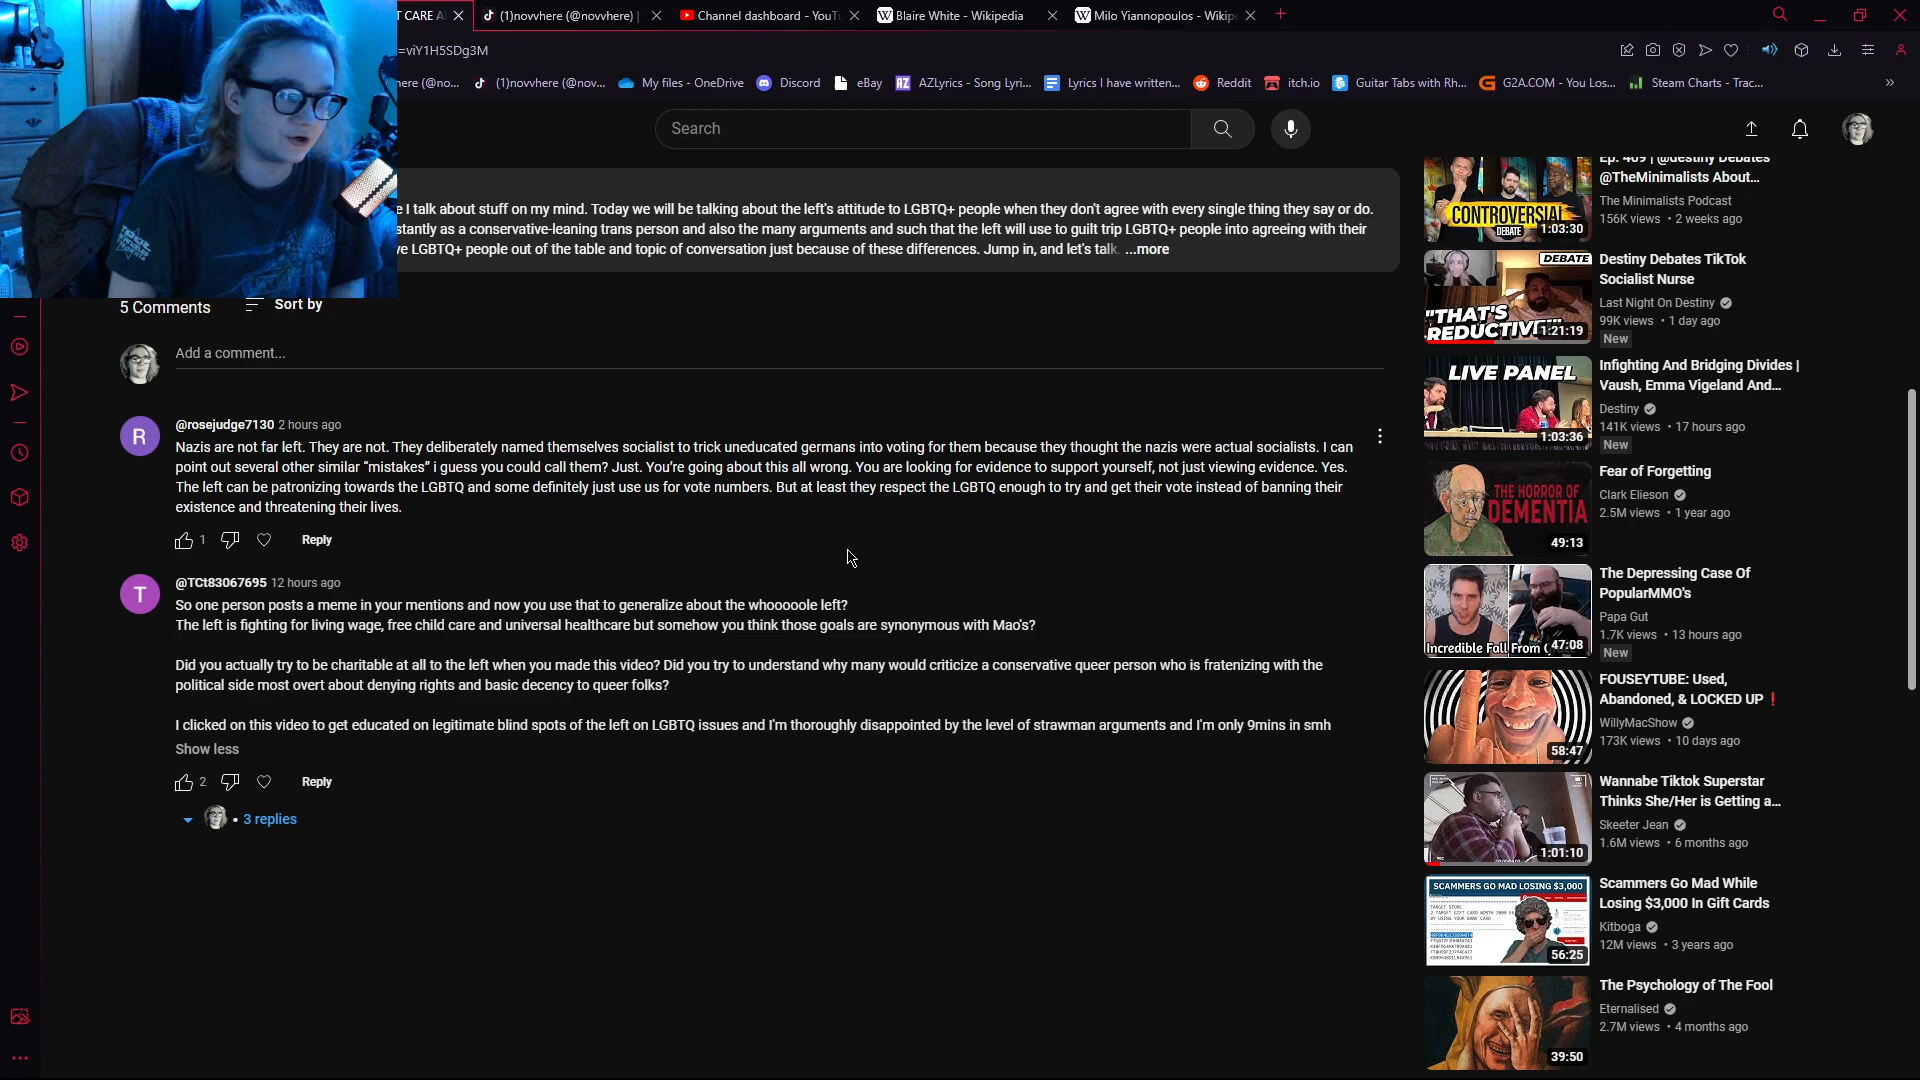 T CARE A
(1)novvhere (@novvhere) |
Channel dashboard - YouTu
Blaire White - Wikipedia
Milo Yiannopoulos - Wikip
=viY1H5SDg3M
here (@no...
(1)novvhere (@nov...
My files - OneDrive
Discord
eBay
AZLyrics - Song Lyri...
Lyrics I have written...
Reddit
itch.io
Guitar Tabs with Rh...
G2A.COM - You Los...
Steam Charts - Trac...
Search
e I talk about stuff on my mind. Today we will be talking about the left's attitude to LGBTQ+ people when they don't agree with every single thing they say or do.
stantly as a conservative-leaning trans person and also the many arguments and such that the left will use to guilt trip LGBTQ+ people into agreeing with their
ve LGBTQ+ people out of the table and topic of conversation just because of these differences. Jump in, and let's talk. ...more
5 Comments
Sort by
Add a comment...
R
@rosejudge7130 2 hours ago
Nazis are not far left. They are not. They deliberately named themselves socialist to trick uneducated germans into voting for them because they thought the nazis were actual socialists. I can
point out several other similar “mistakes” i guess you could call them? Just. You’re going about this all wrong. You are looking for evidence to support yourself, not just viewing evidence. Yes.
The left can be patronizing towards the LGBTQ and some definitely just use us for vote numbers. But at least they respect the LGBTQ enough to try and get their vote instead of banning their
existence and threatening their lives.
1
Reply
T
@TCt83067695 12 hours ago
So one person posts a meme in your mentions and now you use that to generalize about the whooooole left?
The left is fighting for living wage, free child care and universal healthcare but somehow you think those goals are synonymous with Mao's?
Did you actually try to be charitable at all to the left when you made this video? Did you try to understand why many would criticize a conservative queer person who is fratenizing with the
political side most overt about denying rights and basic decency to queer folks?
I clicked on this video to get educated on legitimate blind spots of the left on LGBTQ issues and I'm thoroughly disappointed by the level of strawman arguments and I'm only 9mins in smh
Show less
2
Reply
3 replies
CONTROVERSIAL
DEBATE
1:03:30
Ep. 409 | @destiny Debates
@TheMinimalists About...
The Minimalists Podcast
156K views • 2 weeks ago
DEBATE
"THAT'S
REDUCTIVE"
1:21:19
Destiny Debates TikTok
Socialist Nurse
Last Night On Destiny
99K views • 1 day ago
New
LIVE PANEL
1:03:36
Infighting And Bridging Divides |
Vaush, Emma Vigeland And...
Destiny
141K views • 17 hours ago
New
THE HORROR OF
DEMENTIA
49:13
Fear of Forgetting
Clark Elieson
2.5M views • 1 year ago
Incredible Fall From
47:08
The Depressing Case Of
PopularMMO's
Papa Gut
1.7K views • 13 hours ago
New
58:47
FOUSEYTUBE: Used,
Abandoned, & LOCKED UP❗
WillyMacShow
173K views • 10 days ago
1:01:10
Wannabe Tiktok Superstar
Thinks She/Her is Getting a...
Skeeter Jean
1.6M views • 6 months ago
SCAMMERS GO MAD LOSING $3,000
56:25
Scammers Go Mad While
Losing $3,000 In Gift Cards
Kitboga
12M views • 3 years ago
39:50
The Psychology of The Fool
Eternalised
2.7M views • 4 months ago